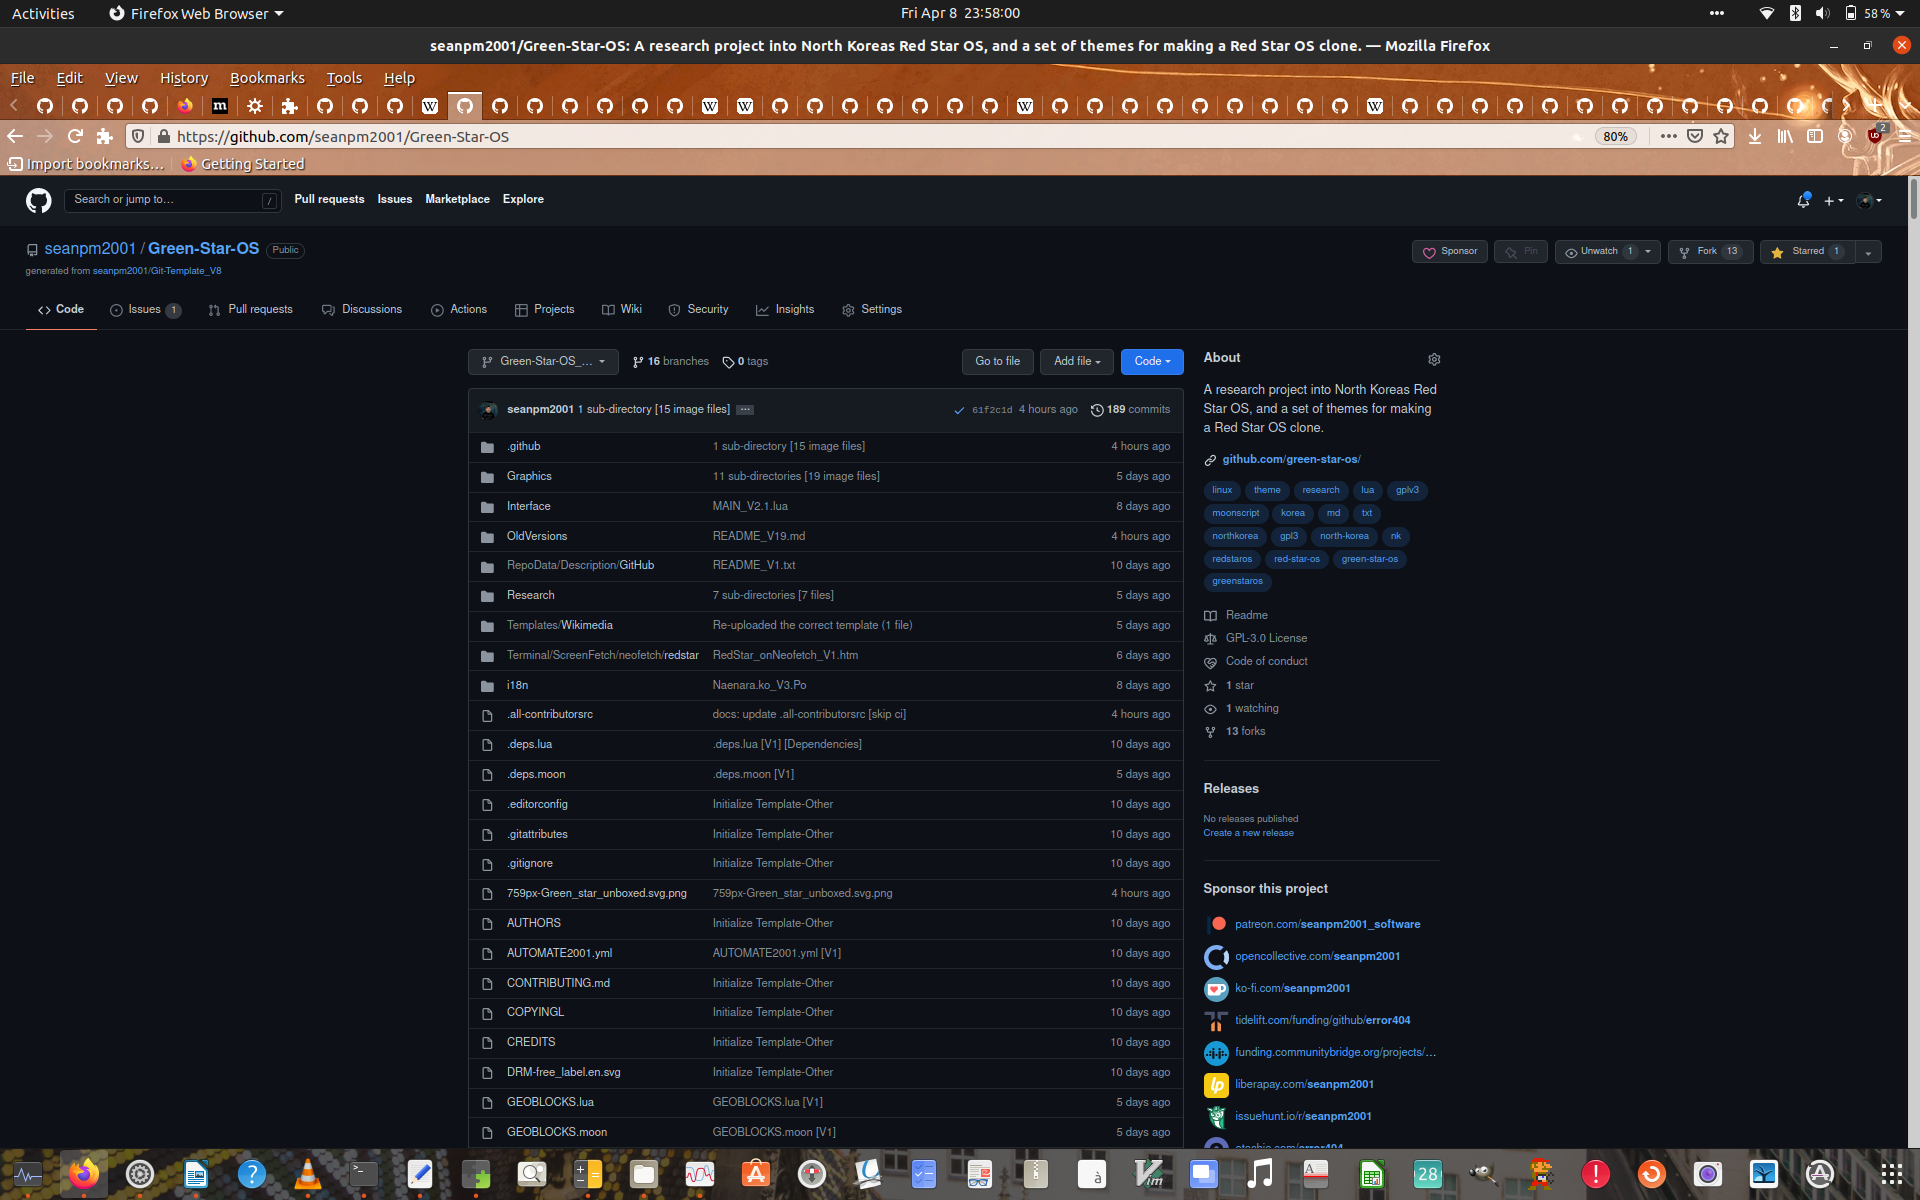 Activities
Firefox Web Browser
Fri Apr 8 23:58:00
58 %
seanpm2001/Green-Star-OS: A research project into North Koreas Red Star OS, and a set of themes for making a Red Star OS clone. — Mozilla Firefox
File Edit View History Bookmarks Tools Help
https://github.com/seanpm2001/Green-Star-OS
80%
2
Import bookmarks...
Getting Started
Search or jump to...
/
Pull requests Issues Marketplace Explore
seanpm2001 / Green-Star-OS Public
generated from seanpm2001/Git-Template_V8
Sponsor
Pin
Unwatch 1
Fork 13
Starred 1
Code
Issues 1
Pull requests
Discussions
Actions
Projects
Wiki
Security
Insights
Settings
Green-Star-OS_...
16 branches
0 tags
Go to file
Add file
Code
seanpm2001 1 sub-directory [15 image files] ...
61f2c1d 4 hours ago
189 commits
.github 1 sub-directory [15 image files] 4 hours ago
Graphics 11 sub-directories [19 image files] 5 days ago
Interface MAIN_V2.1.lua 8 days ago
OldVersions README_V19.md 4 hours ago
RepoData/Description/GitHub README_V1.txt 10 days ago
Research 7 sub-directories [7 files] 5 days ago
Templates/Wikimedia Re-uploaded the correct template (1 file) 5 days ago
Terminal/ScreenFetch/neofetch/redstar RedStar_onNeofetch_V1.htm 6 days ago
i18n Naenara.ko_V3.Po 8 days ago
.all-contributorsrc docs: update .all-contributorsrc [skip ci] 4 hours ago
.deps.lua .deps.lua [V1] [Dependencies] 10 days ago
.deps.moon .deps.moon [V1] 5 days ago
.editorconfig Initialize Template-Other 10 days ago
.gitattributes Initialize Template-Other 10 days ago
.gitignore Initialize Template-Other 10 days ago
759px-Green_star_unboxed.svg.png 759px-Green_star_unboxed.svg.png 4 hours ago
AUTHORS Initialize Template-Other 10 days ago
AUTOMATE2001.yml AUTOMATE2001.yml [V1] 10 days ago
CONTRIBUTING.md Initialize Template-Other 10 days ago
COPYINGL Initialize Template-Other 10 days ago
CREDITS Initialize Template-Other 10 days ago
DRM-free_label.en.svg Initialize Template-Other 10 days ago
GEOBLOCKS.lua GEOBLOCKS.lua [V1] 5 days ago
GEOBLOCKS.moon GEOBLOCKS.moon [V1] 5 days ago
About
A research project into North Koreas Red
Star OS, and a set of themes for making
a Red Star OS clone.
github.com/green-star-os/
linux theme research lua gplv3
moonscript korea md txt
northkorea gpl3 north-korea nk
redstaros red-star-os green-star-os
greenstaros
Readme
GPL-3.0 License
Code of conduct
1 star
1 watching
13 forks
Releases
No releases published
Create a new release
Sponsor this project
patreon.com/seanpm2001_software
opencollective.com/seanpm2001
ko-fi.com/seanpm2001
tidelift.com/funding/github/error404
funding.communitybridge.org/projects/...
liberapay.com/seanpm2001
issuehunt.io/r/seanpm2001
28